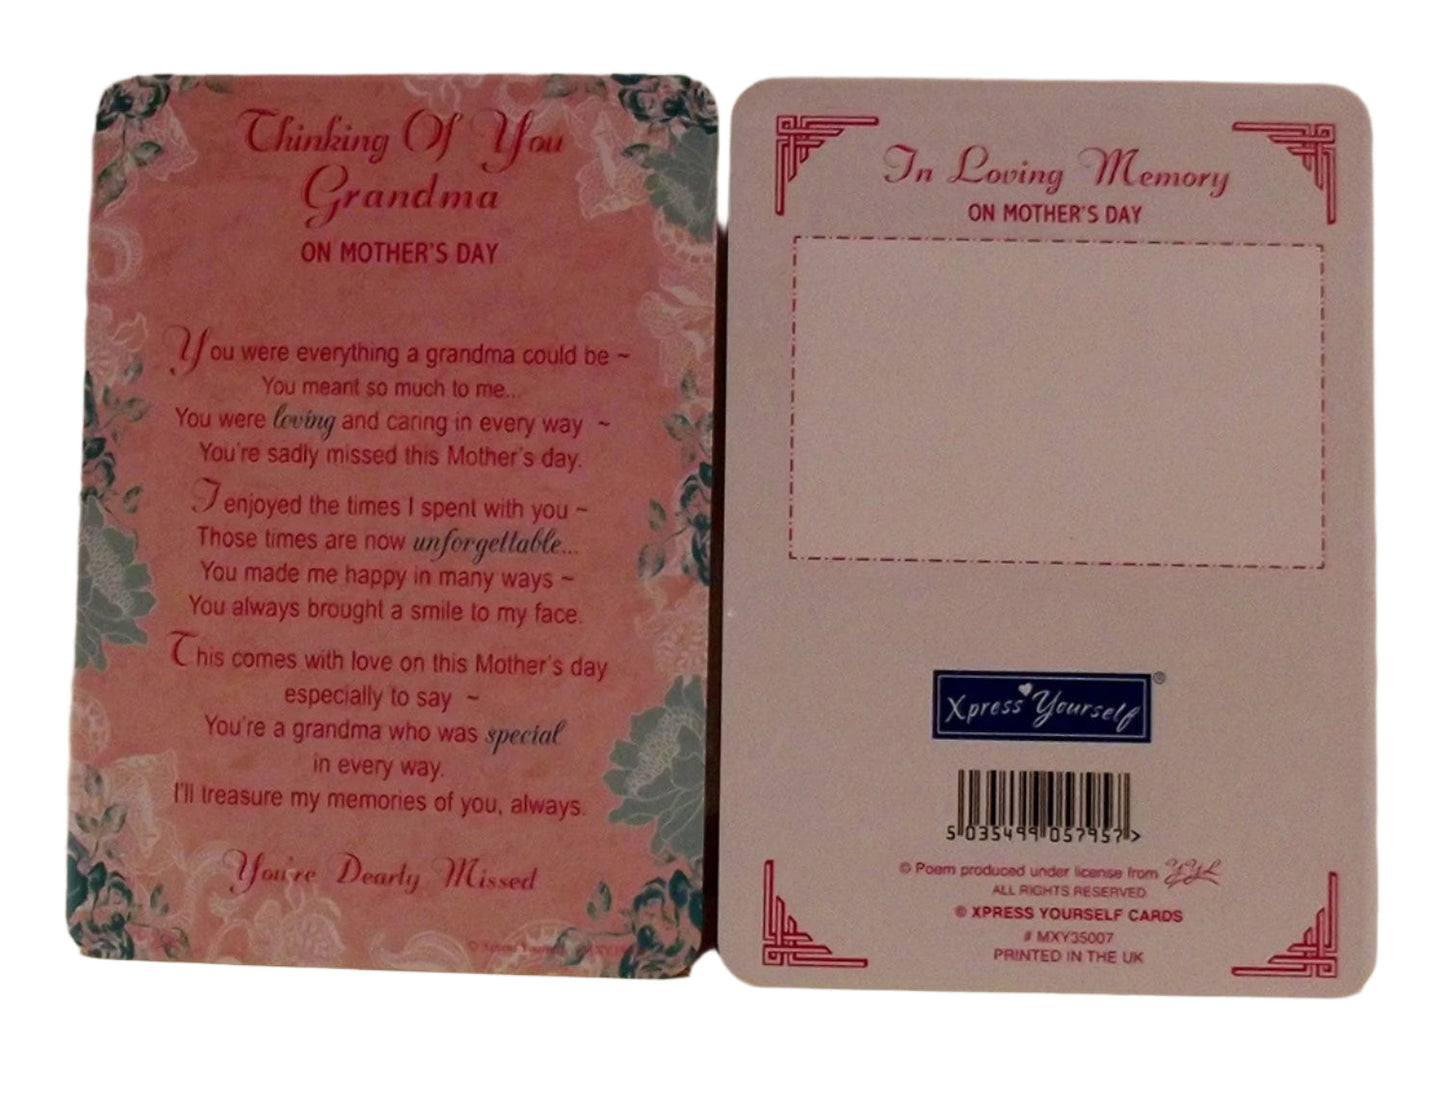 Thinking Of You
Grandma
ON MOTHER'S DAY
You were everything a grandma could be ~
You meant so much to me...
You were loving and caring in every way ~
You're sadly missed this Mother's day.
I enjoyed the times I spent with you ~
Those times are now unforgettable...
You made me happy in many ways ~
You always brought a smile to my face.
This comes with love on this Mother's day
especially to say ~
You're a grandma who was special
in every way.
I'll treasure my memories of you, always.
You're Dearly Missed
© Xpress Yourself
In Loving Memory
ON MOTHER'S DAY
Xpress Yourself®
5 035499 057957 >
© Poem produced under license from
ALL RIGHTS RESERVED
© XPRESS YOURSELF CARDS
# MXY35007
PRINTED IN THE UK